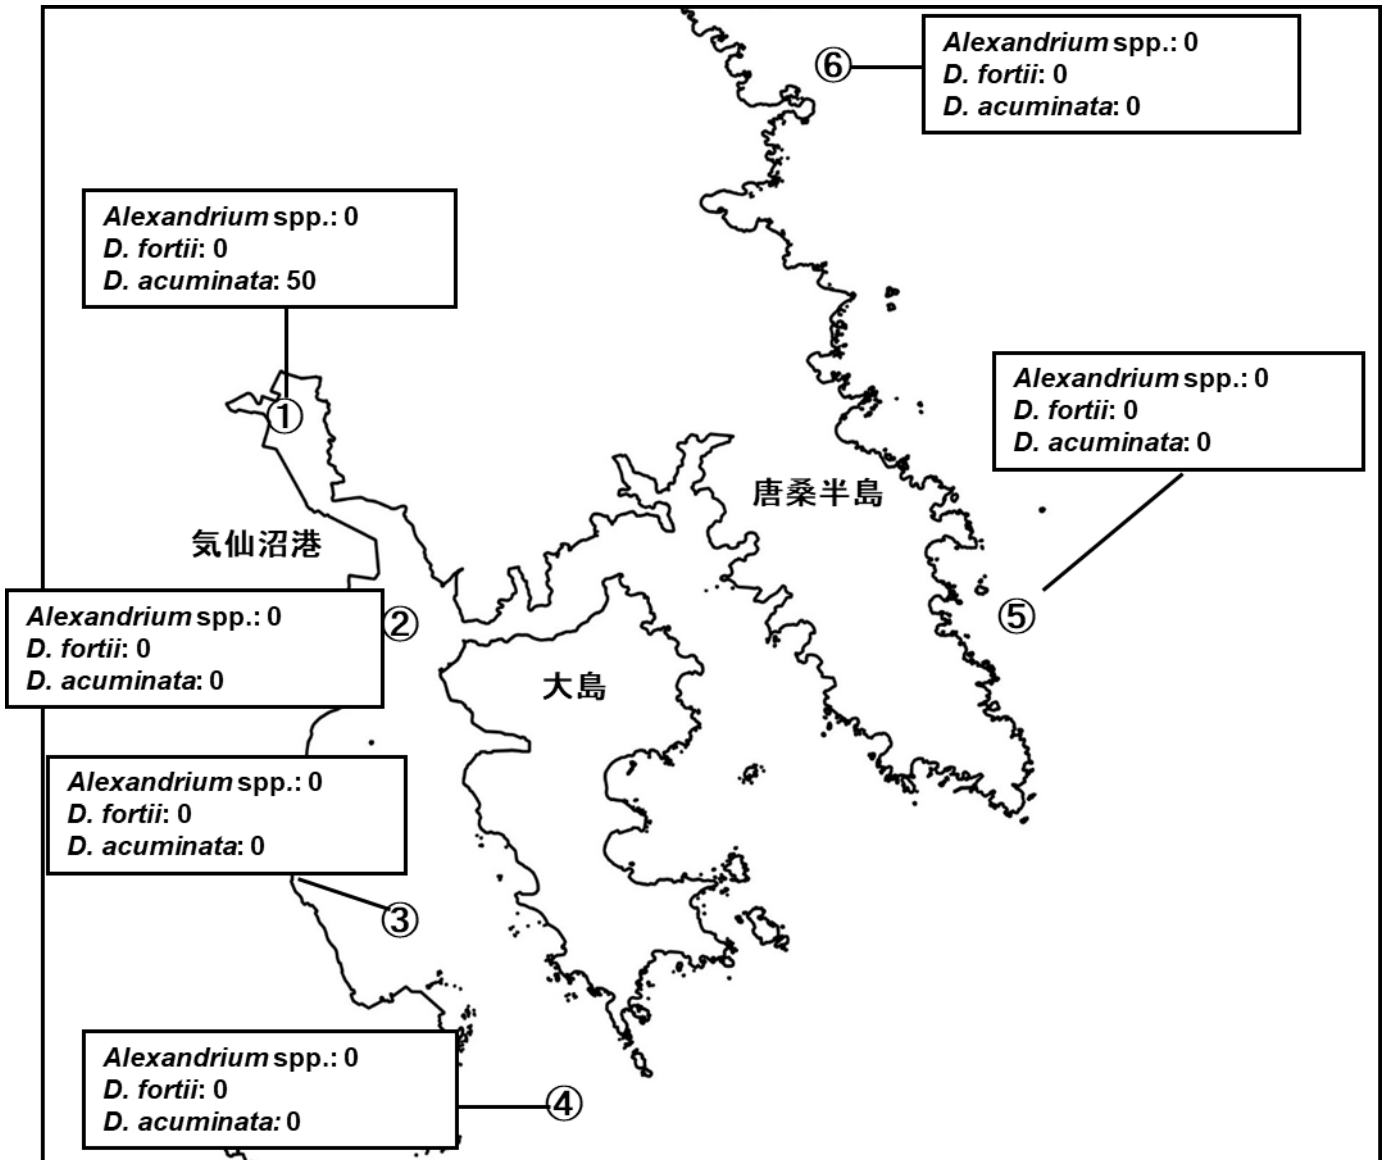 ⑥
Alexandrium spp.: 0
D. fortii: 0
D. acuminata: 0
Alexandrium spp.: 0
D. fortii: 0
D. acuminata: 50
①
Alexandrium spp.: 0
D. fortii: 0
D. acuminata: 0
⑤
唐桑半島
気仙沼港
Alexandrium spp.: 0
D. fortii: 0
D. acuminata: 0
②
大島
Alexandrium spp.: 0
D. fortii: 0
D. acuminata: 0
③
Alexandrium spp.: 0
D. fortii: 0
D. acuminata: 0
④